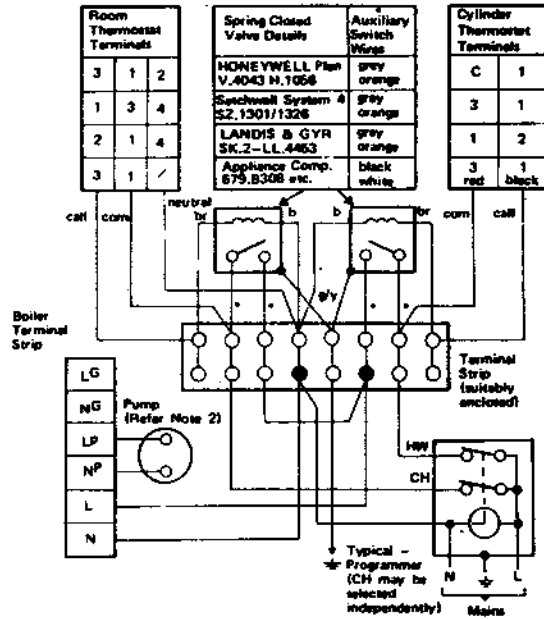 Room
Thermostat
Terminals
3 1 2
1 3 4
2 1 4
3 1 /
Spring Closed
Valve Details
Auxiliary
Switch
Wires
HONEYWELL Plan
V.4043 H.1056
grey
orange
Satchwell System 4
SZ.1301/1326
grey
orange
LANDIS & GYR
SK.2-LL.4453
grey
orange
Appliance Comp.
679.B308 etc.
black
white
Cylinder
Thermostat
Terminals
C 1
3 1
1 2
3 1
red black
call com neutral
br b b br com call
g/y
* * * *
Boiler
Terminal
Strip
LG
NG
LP
NP
L
N
Pump
(Refer Note 2)
Terminal
Strip
(suitably
enclosed)
HW
CH
Typical -
Programmer
(CH may be
selected
independently)
N L
Mains